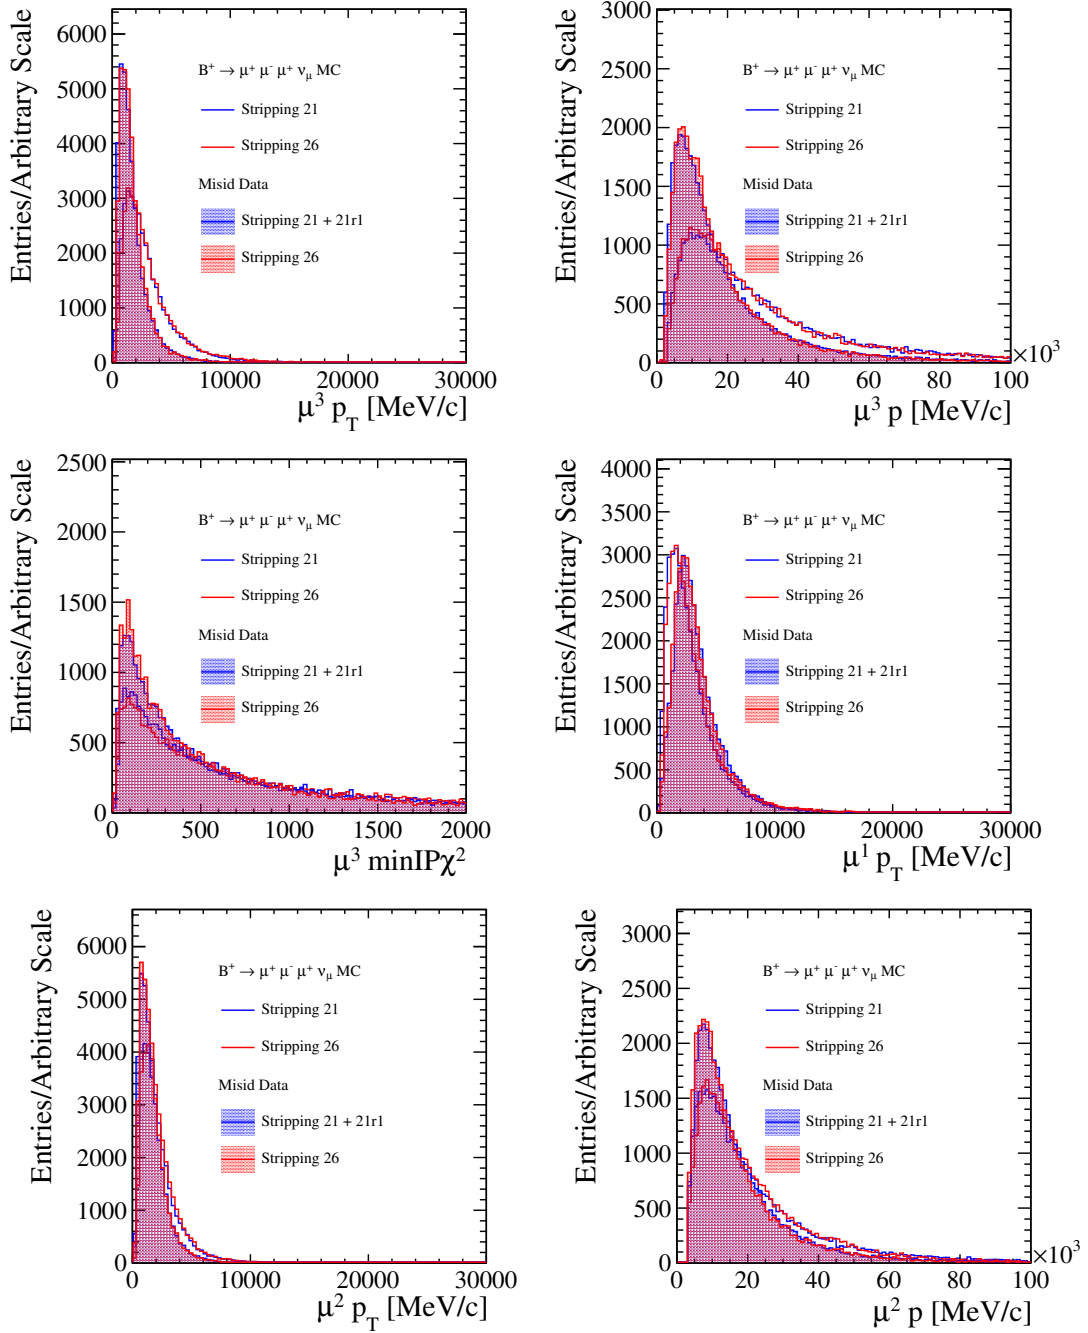 Entries/Arbitrary Scale
6000
5000
4000
3000
2000
1000
0
B⁺ → μ⁺ μ⁻ μ⁺ ν_μ MC
Stripping 21
Stripping 26
Misid Data
Stripping 21 + 21r1
Stripping 26
0 10000 20000 30000
μ³ p_T [MeV/c]
Entries/Arbitrary Scale
3000
2500
2000
1500
1000
500
0
B⁺ → μ⁺ μ⁻ μ⁺ ν_μ MC
Stripping 21
Stripping 26
Misid Data
Stripping 21 + 21r1
Stripping 26
0 20 40 60 80 100 ×10³
μ³ p [MeV/c]
Entries/Arbitrary Scale
2500
2000
1500
1000
500
0
B⁺ → μ⁺ μ⁻ μ⁺ ν_μ MC
Stripping 21
Stripping 26
Misid Data
Stripping 21 + 21r1
Stripping 26
0 500 1000 1500 2000
μ³ minIPχ²
Entries/Arbitrary Scale
4000
3500
3000
2500
2000
1500
1000
500
0
B⁺ → μ⁺ μ⁻ μ⁺ ν_μ MC
Stripping 21
Stripping 26
Misid Data
Stripping 21 + 21r1
Stripping 26
0 10000 20000 30000
μ¹ p_T [MeV/c]
Entries/Arbitrary Scale
6000
5000
4000
3000
2000
1000
0
B⁺ → μ⁺ μ⁻ μ⁺ ν_μ MC
Stripping 21
Stripping 26
Misid Data
Stripping 21 + 21r1
Stripping 26
0 10000 20000 30000
μ² p_T [MeV/c]
Entries/Arbitrary Scale
3000
2500
2000
1500
1000
500
0
B⁺ → μ⁺ μ⁻ μ⁺ ν_μ MC
Stripping 21
Stripping 26
Misid Data
Stripping 21 + 21r1
Stripping 26
0 20 40 60 80 100 ×10³
μ² p [MeV/c]